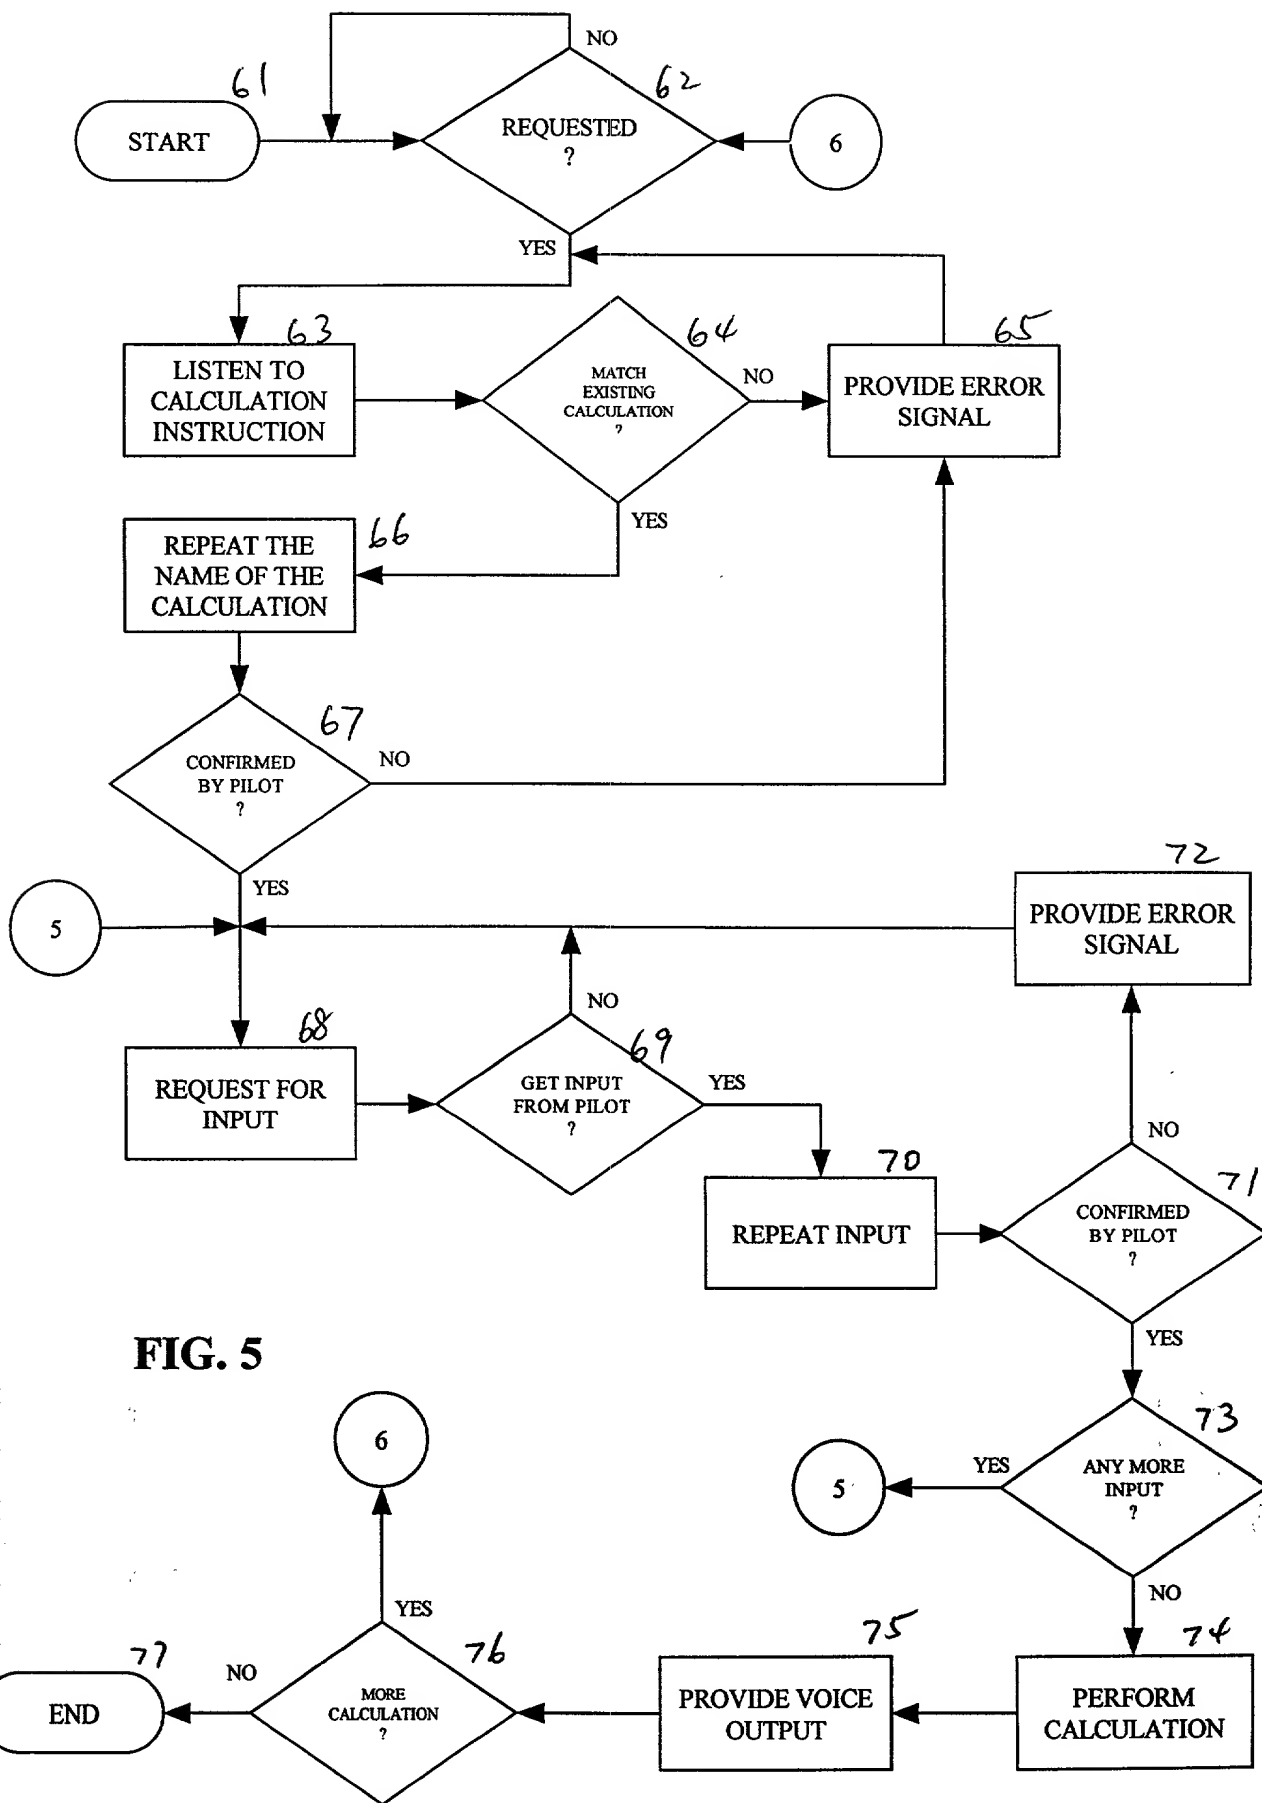 NO
61
62
START
REQUESTED
?
6
YES
63
64
65
LISTEN TO
CALCULATION
INSTRUCTION
MATCH
EXISTING
CALCULATION
?
NO
PROVIDE ERROR
SIGNAL
YES
66
REPEAT THE
NAME OF THE
CALCULATION
67
CONFIRMED
BY PILOT
?
NO
YES
72
5
PROVIDE ERROR
SIGNAL
NO
68
69
REQUEST FOR
INPUT
GET INPUT
FROM PILOT
?
YES
NO
70
71
REPEAT INPUT
CONFIRMED
BY PILOT
?
YES
FIG. 5
6
73
YES
5
ANY MORE
INPUT
?
NO
YES
77
76
75
74
NO
END
MORE
CALCULATION
?
PROVIDE VOICE
OUTPUT
PERFORM
CALCULATION